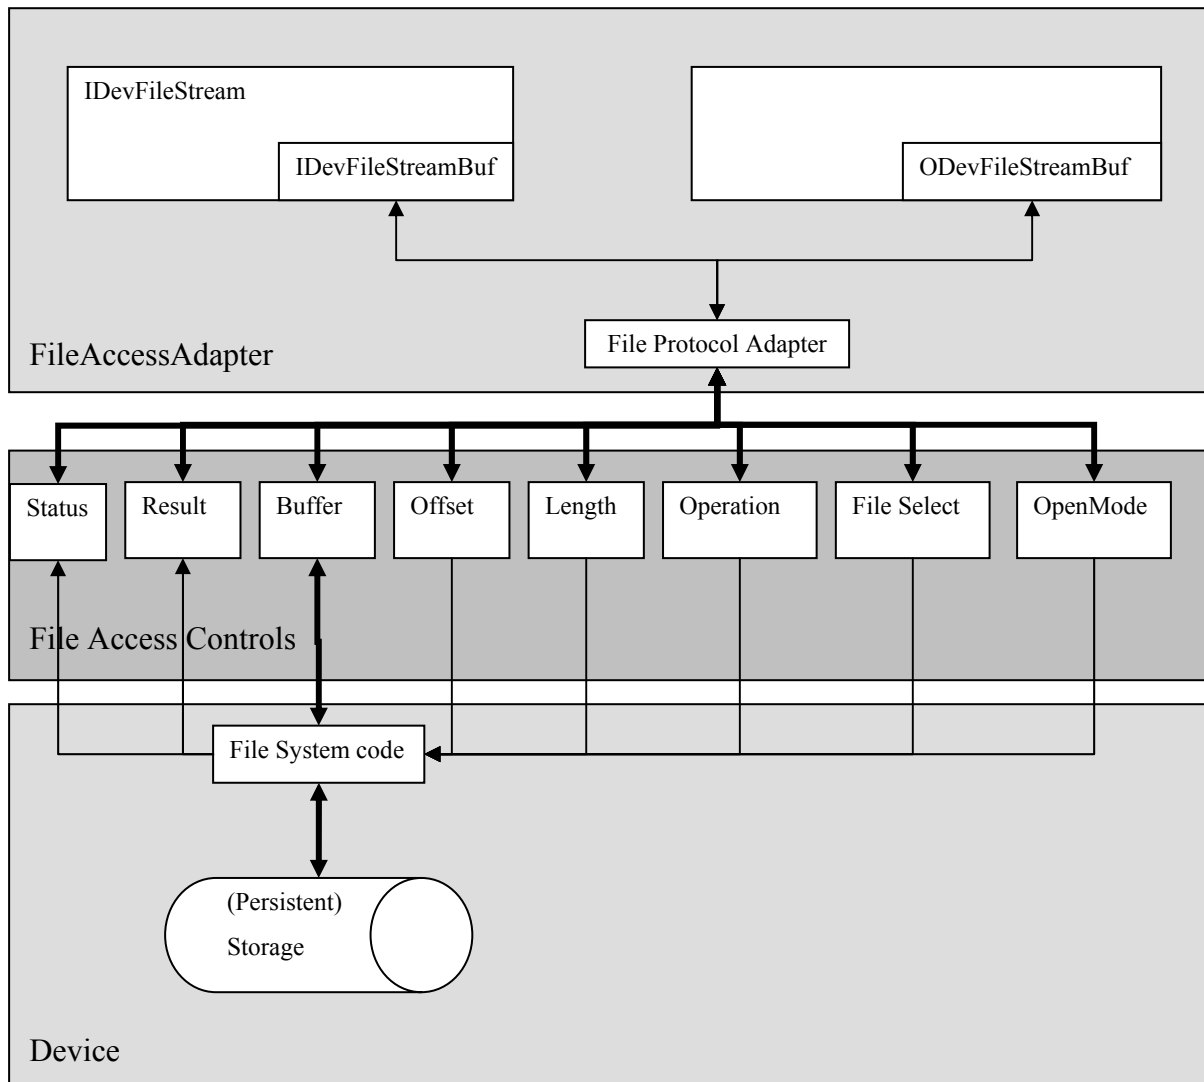 IDevFileStream
IDevFileStreamBuf
ODevFileStreamBuf
File Protocol Adapter
FileAccessAdapter
Status
Result
Buffer
Offset
Length
Operation
File Select
OpenMode
File Access Controls
File System code
(Persistent)
Storage
Device